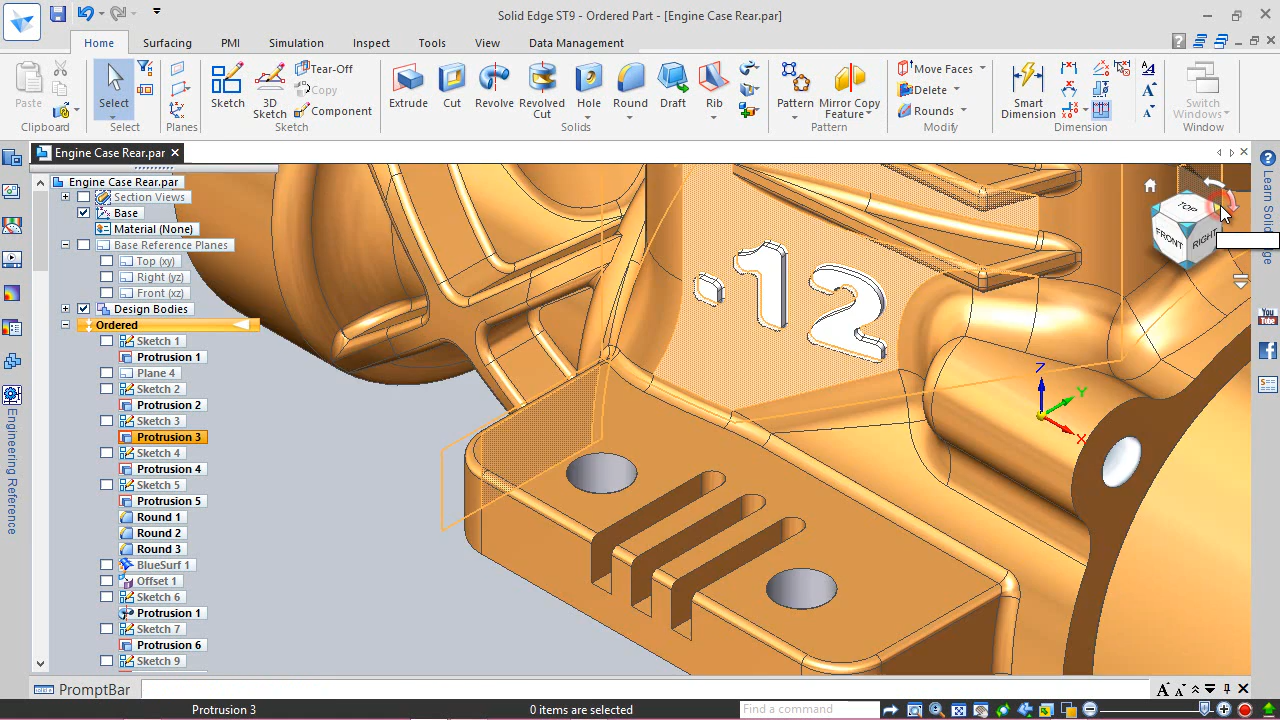 Solid Edge ST9 - Ordered Part - [Engine Case Rear.par]
Home Surfacing PMI Simulation Inspect Tools View Data Management
Paste
Clipboard
Select
Select
Planes
Sketch
3D Sketch
Tear-Off
Copy
Component
Sketch
Extrude Cut Revolve Revolved Cut Hole Round Draft Rib
Solids
Pattern Mirror Copy Feature
Pattern
Move Faces
Delete
Rounds
Modify
Smart Dimension
Dimension
Switch Windows
Window
Engine Case Rear.par
Engine Case Rear.par
Section Views
Base
Material (None)
Base Reference Planes
Top (xy)
Right (yz)
Front (xz)
Design Bodies
Ordered
Sketch 1
Protrusion 1
Plane 4
Sketch 2
Protrusion 2
Sketch 3
Protrusion 3
Sketch 4
Protrusion 4
Sketch 5
Protrusion 5
Round 1
Round 2
Round 3
BlueSurf 1
Offset 1
Sketch 6
Protrusion 1
Sketch 7
Protrusion 6
Sketch 9
Engineering Reference
12
TOP
FRONT
RIGHT
Z
Y
X
You
Tube
PromptBar
Protrusion 3
0 items are selected
Find a command